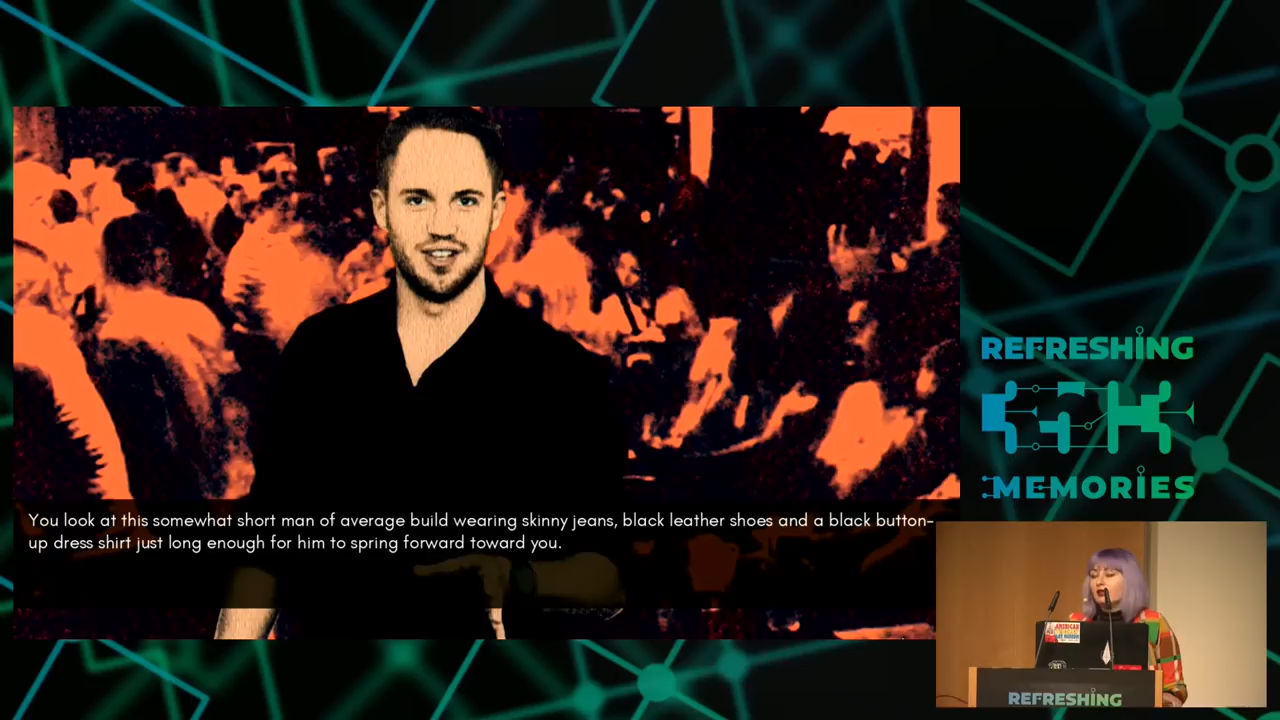 You look at this somewhat short man of average build wearing skinny jeans, black leather shoes and a black button-
up dress shirt just long enough for him to spring forward toward you.
REFRESHING
MEMORIES
AMERICAN
REFRESHING